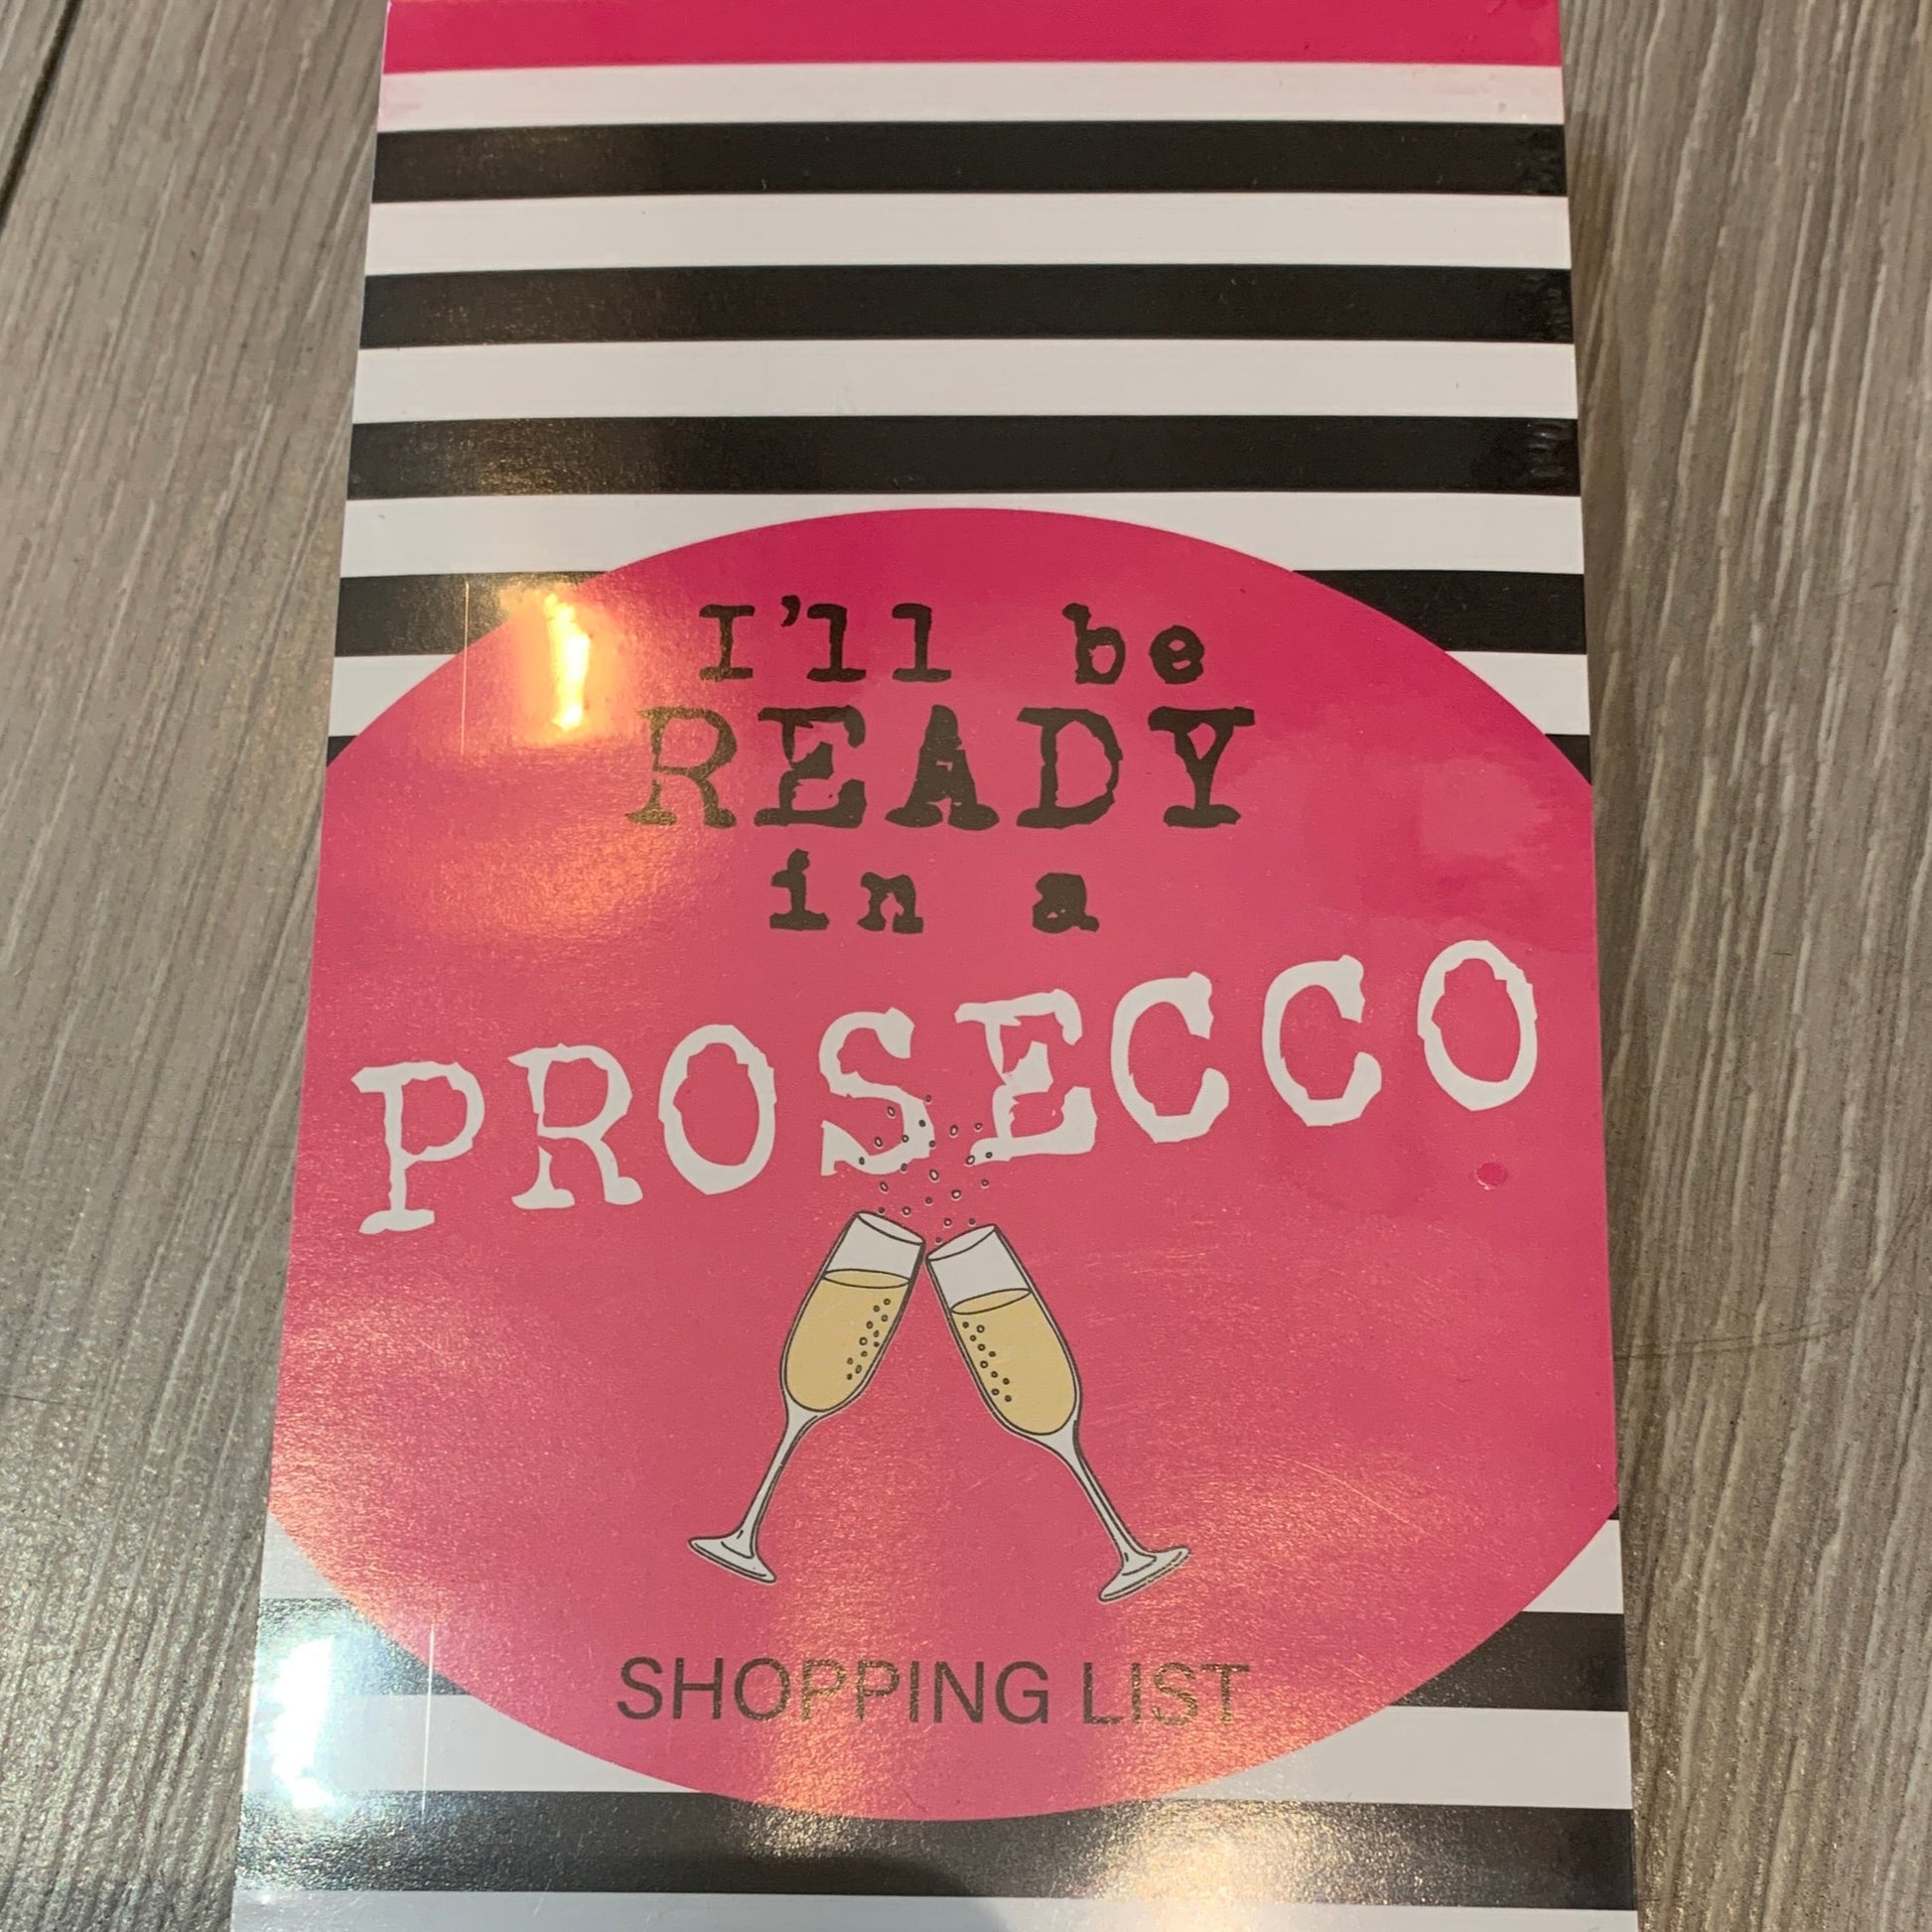 I'll be
READY
in a
PROSECCO
SHOPPING LIST